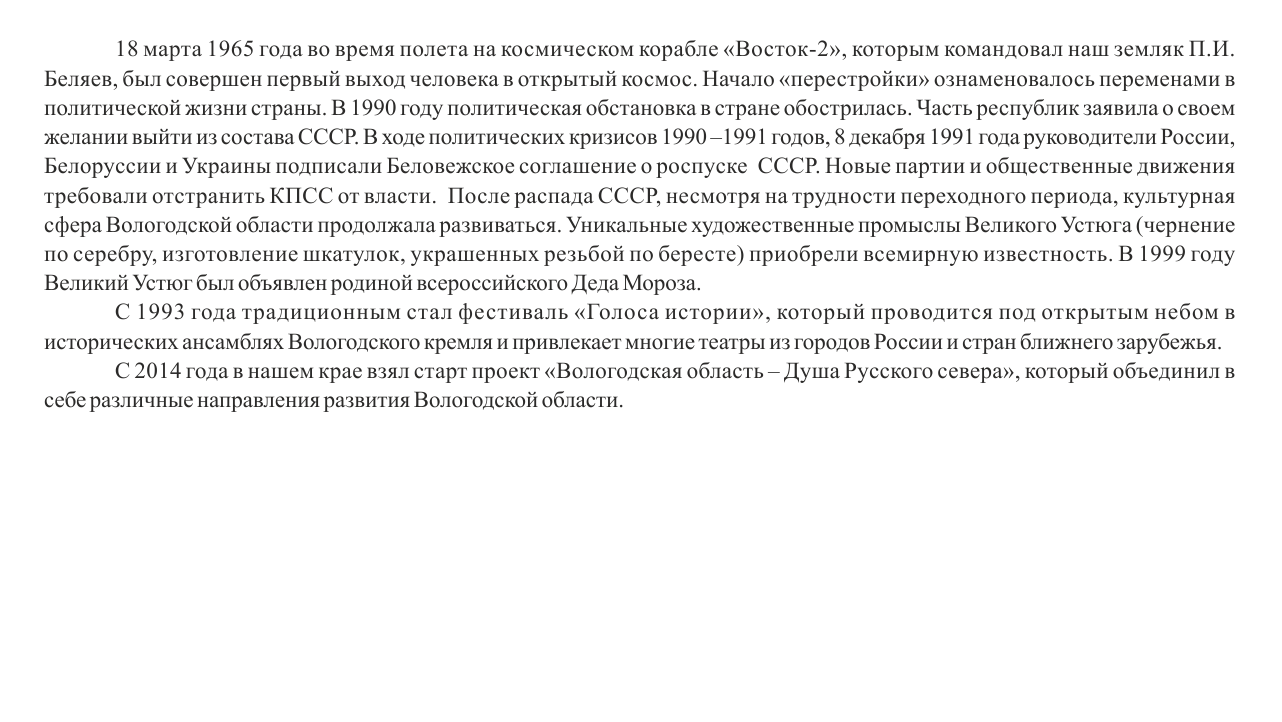 18 марта 1965 года во время полета на космическом корабле «Восток-2», которым командовал наш земляк П.И.
Беляев, был совершен первый выход человека в открытый космос. Начало «перестройки» ознаменовалось переменами в
политической жизни страны. В 1990 году политическая обстановка в стране обострилась. Часть республик заявила о своем
желании выйти из состава СССР. В ходе политических кризисов 1990 –1991 годов, 8 декабря 1991 года руководители России,
Белоруссии и Украины подписали Беловежское соглашение о роспуске  СССР. Новые партии и общественные движения
требовали отстранить КПСС от власти.  После распада СССР, несмотря на трудности переходного периода, культурная
сфера Вологодской области продолжала развиваться. Уникальные художественные промыслы Великого Устюга (чернение
по серебру, изготовление шкатулок, украшенных резьбой по бересте) приобрели всемирную известность. В 1999 году
Великий Устюг был объявлен родиной всероссийского Деда Мороза.
С 1993 года традиционным стал фестиваль «Голоса истории», который проводится под открытым небом в
исторических ансамблях Вологодского кремля и привлекает многие театры из городов России и стран ближнего зарубежья.
С 2014 года в нашем крае взял старт проект «Вологодская область – Душа Русского севера», который объединил в
себе различные направления развития Вологодской области.